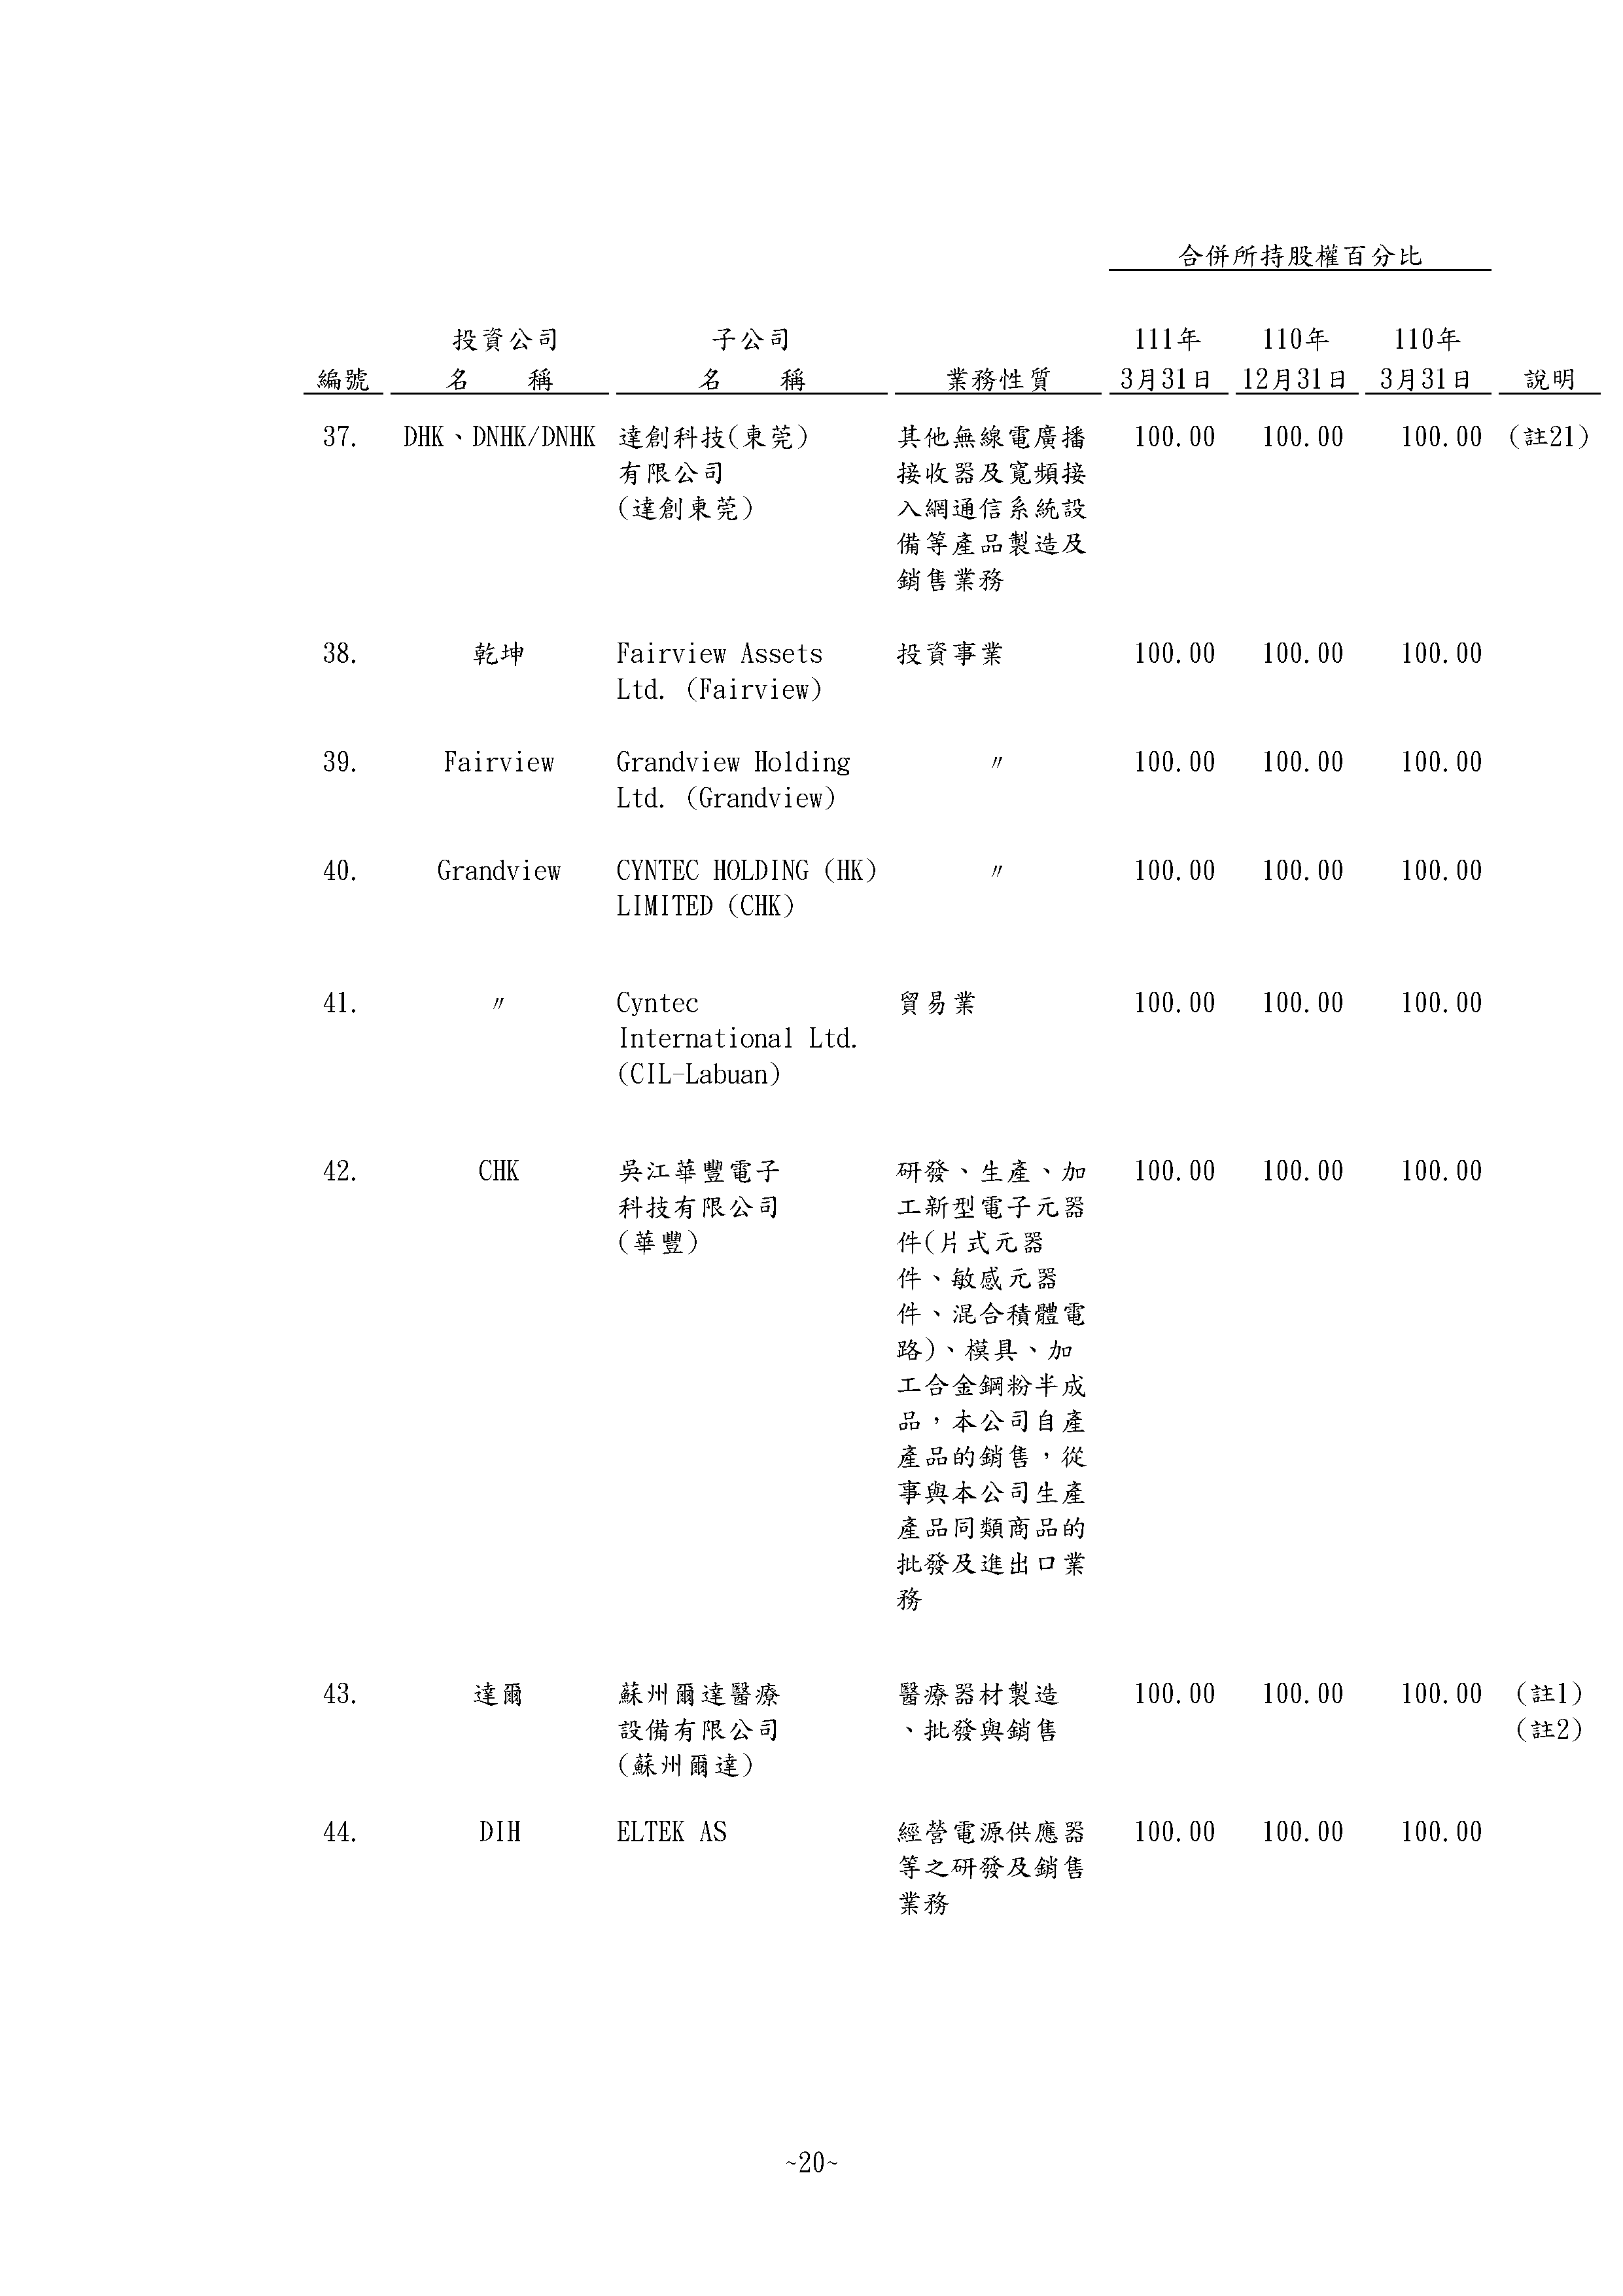 合併所持股權百分比
投資公司 子公司 111年 110年 110年
編號 名 稱 名 稱 業務性質 3月31日 12月31日 3月31日 說明
37. DHK、DNHK/DNHK 達創科技(東莞) 其他無線電廣播 100.00 100.00 100.00 (註21)
有限公司 接收器及寬頻接
(達創東莞) 入網通信系統設
備等產品製造及
銷售業務
38. 乾坤 Fairview Assets 投資事業 100.00 100.00 100.00
Ltd. (Fairview)
39. Fairview Grandview Holding 〃 100.00 100.00 100.00
Ltd. (Grandview)
40. Grandview CYNTEC HOLDING (HK) 〃 100.00 100.00 100.00
LIMITED (CHK)
41. 〃 Cyntec 貿易業 100.00 100.00 100.00
International Ltd.
(CIL-Labuan)
42. CHK 吳江華豐電子 研發、生產、加 100.00 100.00 100.00
科技有限公司 工新型電子元器
(華豐) 件(片式元器
件、敏感元器
件、混合積體電
路)、模具、加
工合金鋼粉半成
品，本公司自產
產品的銷售，從
事與本公司生產
產品同類商品的
批發及進出口業
務
43. 達爾 蘇州爾達醫療 醫療器材製造 100.00 100.00 100.00 (註1)
設備有限公司 、批發與銷售 (註2)
(蘇州爾達)
44. DIH ELTEK AS 經營電源供應器 100.00 100.00 100.00
等之研發及銷售
業務
~20~